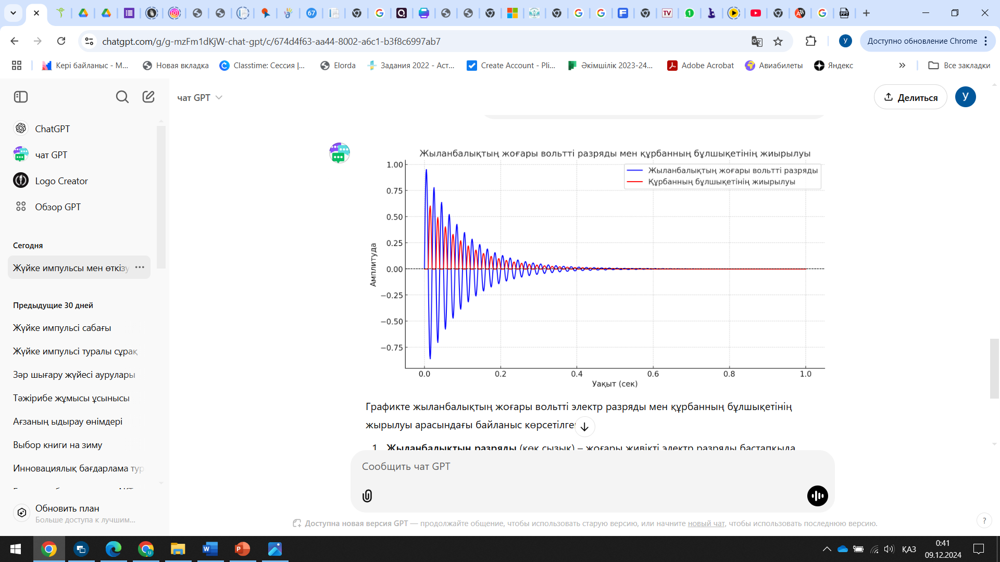 67
TV
1
PPT
chatgpt.com/g/g-mzFm1dKjW-chat-gpt/c/674d4f63-aa44-8002-a6c1-b3f8c6997ab7
У
Доступно обновление Chrome
Кері байланыс - М...
Новая вкладка
Classtime: Сессия |...
Elorda
Задания 2022 - Аст...
Create Account - Pli...
Әкімшілік 2023-24...
Adobe Acrobat
Авиабилеты
Яндекс
Все закладки
чат GPT
Делиться
У
ChatGPT
чат GPT
Logo Creator
Обзор GPT
Сегодня
Жүйке импульсы мен өткізу
Предыдущие 30 дней
Жүйке импульсі сабағы
Жүйке импульсі туралы сұрақ
Зәр шығару жүйесі аурулары
Тәжірибе жұмысы ұсынысы
Ағзаның ыдырау өнімдері
Выбор книги на зиму
Инновациялық бағдарлама тур
Обновить план
Больше доступа к лучшим...
Жыланбалықтың жоғары вольтті разряды мен құрбанның бұлшықетінің жиырылуы
Жыланбалықтың жоғары вольтті разряды
Құрбанның бұлшықетінің жиырылуы
1.00
0.75
0.50
0.25
0.00
−0.25
−0.50
−0.75
Амплитуда
0.0 0.2 0.4 0.6 0.8 1.0
Уақыт (сек)
Графикте жыланбалықтың жоғары вольтті электр разряды мен құрбанның бұлшықетінің
жырылуы арасындағы байланыс көрсетілге
1. Жыланбалықтың разряды (көк сызық) – жоғары живікті электр разряды бастапқыда
Сообщить чат GPT
Доступна новая версия GPT — продолжайте общение, чтобы использовать старую версию, или начните новый чат, чтобы использовать последнюю версию.
?
ҚАЗ
0:41
09.12.2024